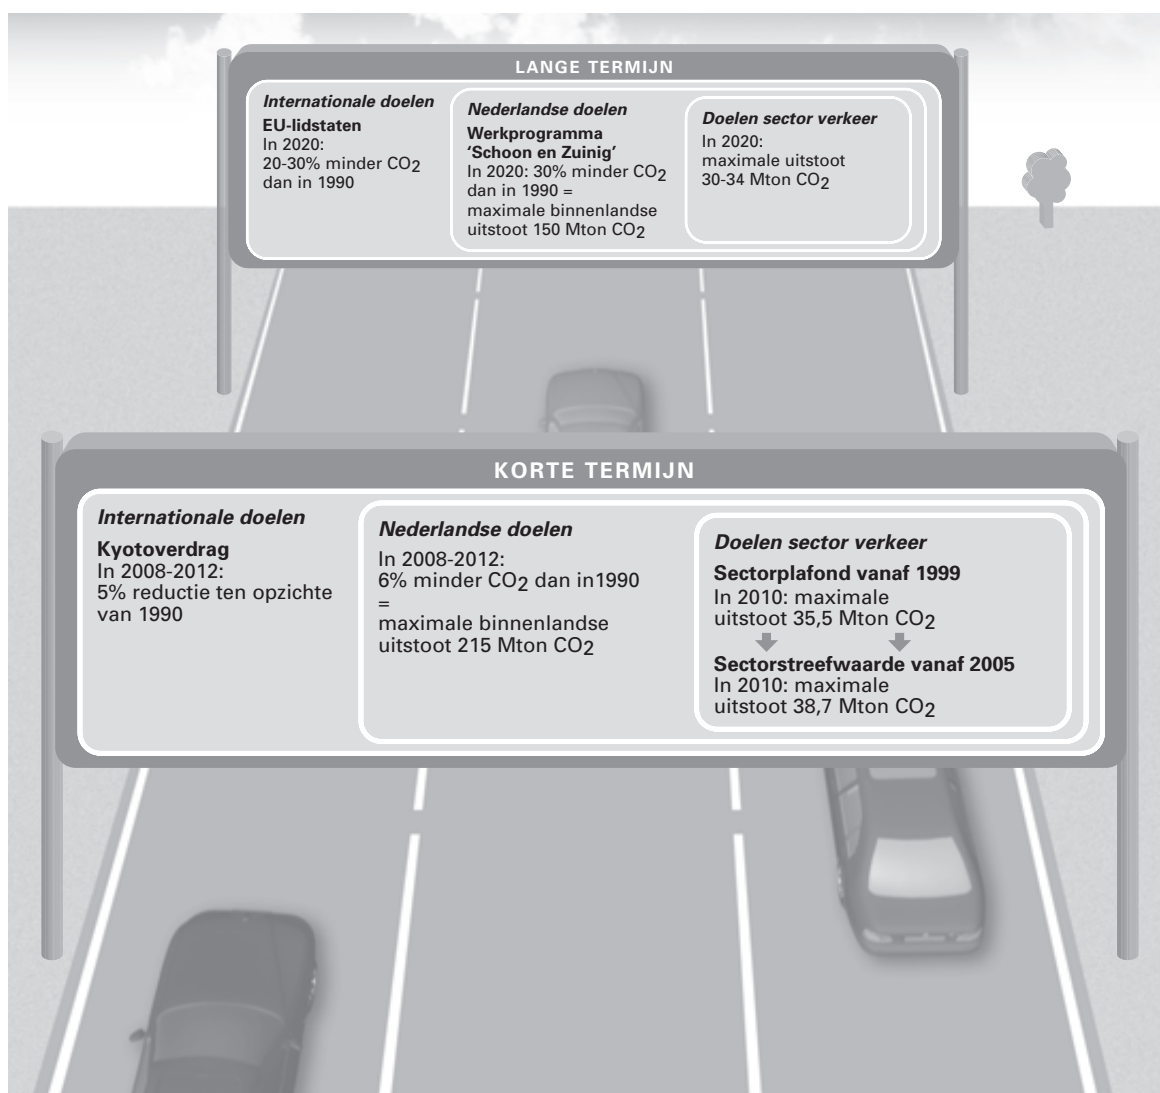 LANGE TERMIJN
Internationale doelen
EU-lidstaten
In 2020:
20-30% minder CO2
dan in 1990
Nederlandse doelen
Werkprogramma
‘Schoon en Zuinig’
In 2020: 30% minder CO2
dan in 1990 =
maximale binnenlandse
uitstoot 150 Mton CO2
Doelen sector verkeer
In 2020:
maximale uitstoot
30-34 Mton CO2
KORTE TERMIJN
Internationale doelen
Kyotoverdrag
In 2008-2012:
5% reductie ten opzichte
van 1990
Nederlandse doelen
In 2008-2012:
6% minder CO2 dan in1990
=
maximale binnenlandse
uitstoot 215 Mton CO2
Doelen sector verkeer
Sectorplafond vanaf 1999
In 2010: maximale
uitstoot 35,5 Mton CO2
Sectorstreefwaarde vanaf 2005
In 2010: maximale
uitstoot 38,7 Mton CO2